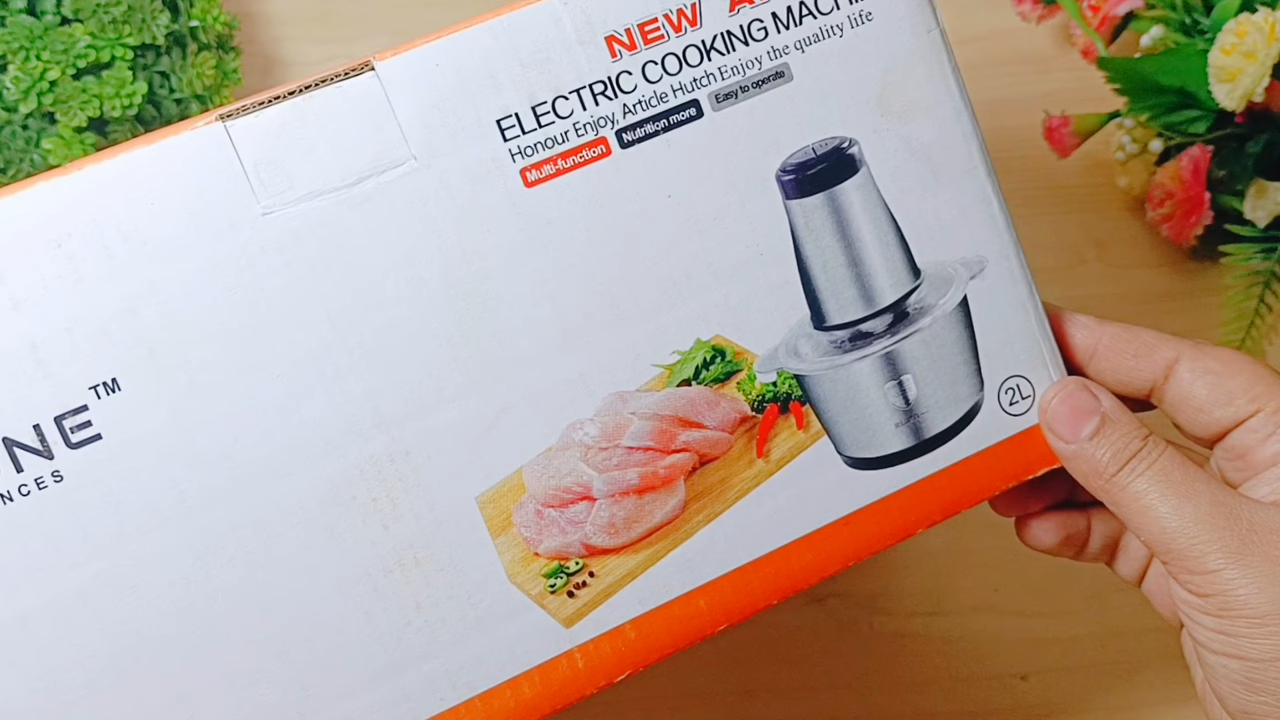 NEW
ELECTRIC COOKING
Honour Enjoy, Article Hutch Enjoy the quality life
Multi-function
Nutrition more
Easy to operate
2L
NE™
NCES